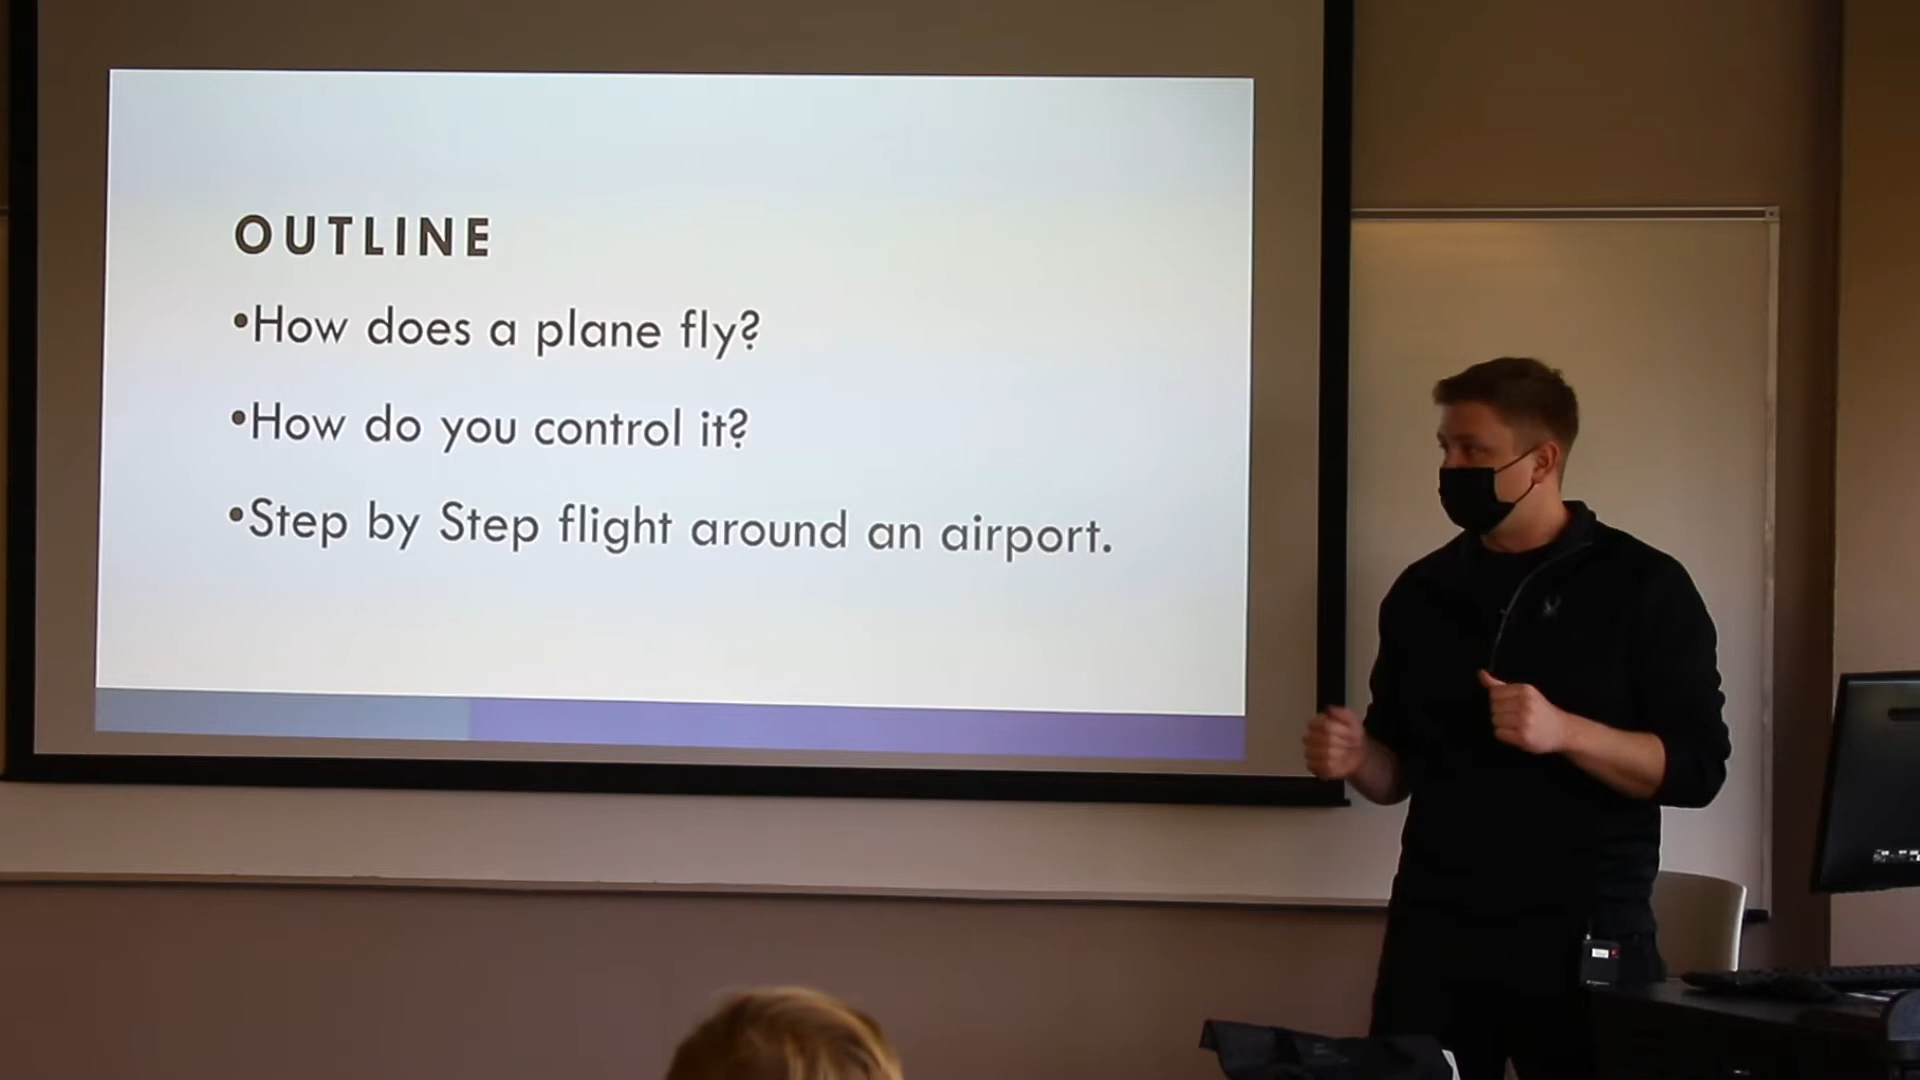 OUTLINE
•How does a plane fly?
•How do you control it?
•Step by Step flight around an airport.